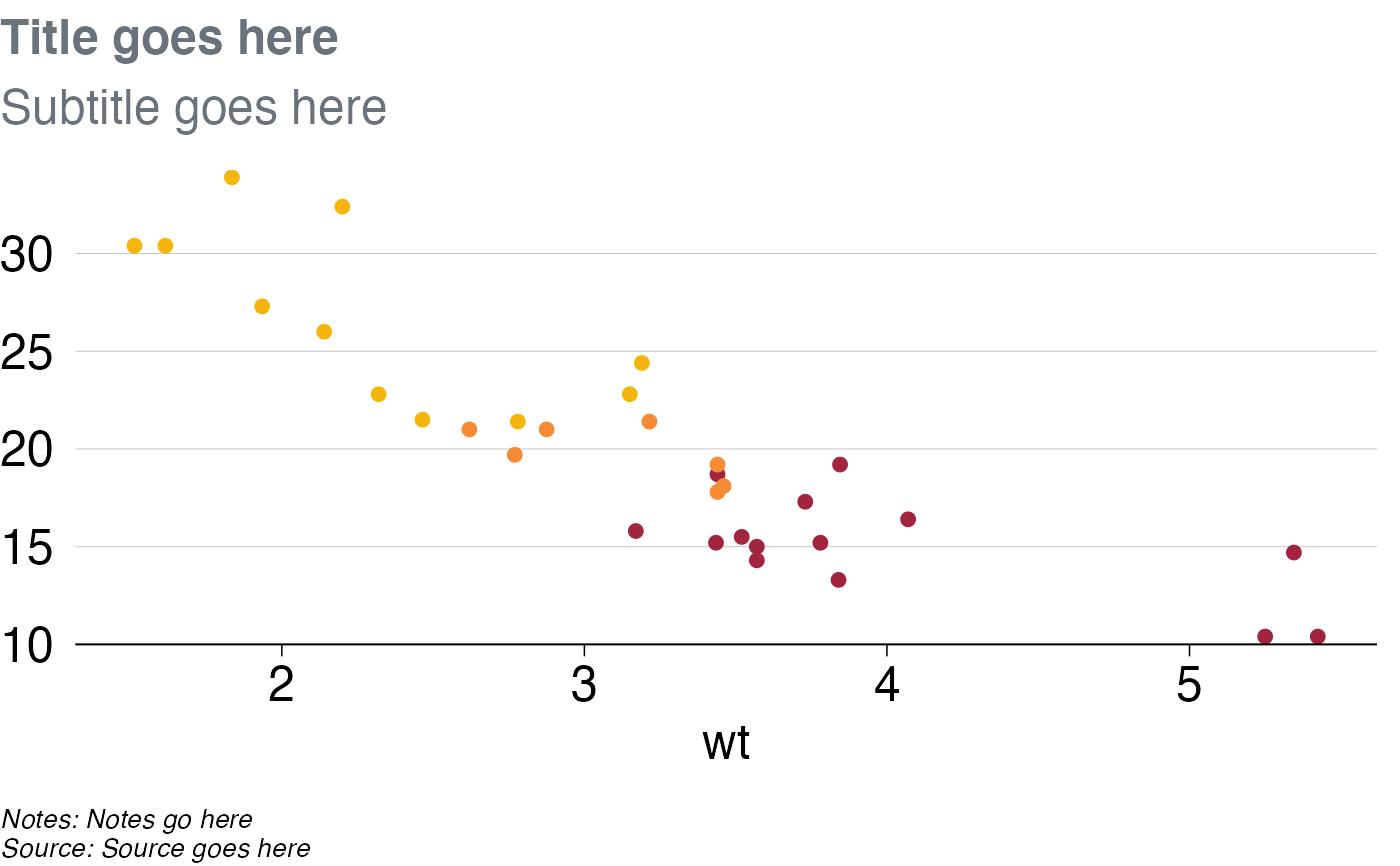 Title goes here
Subtitle goes here
30
25
20
15
10
2 3 4 5
wt
Notes: Notes go here
Source: Source goes here